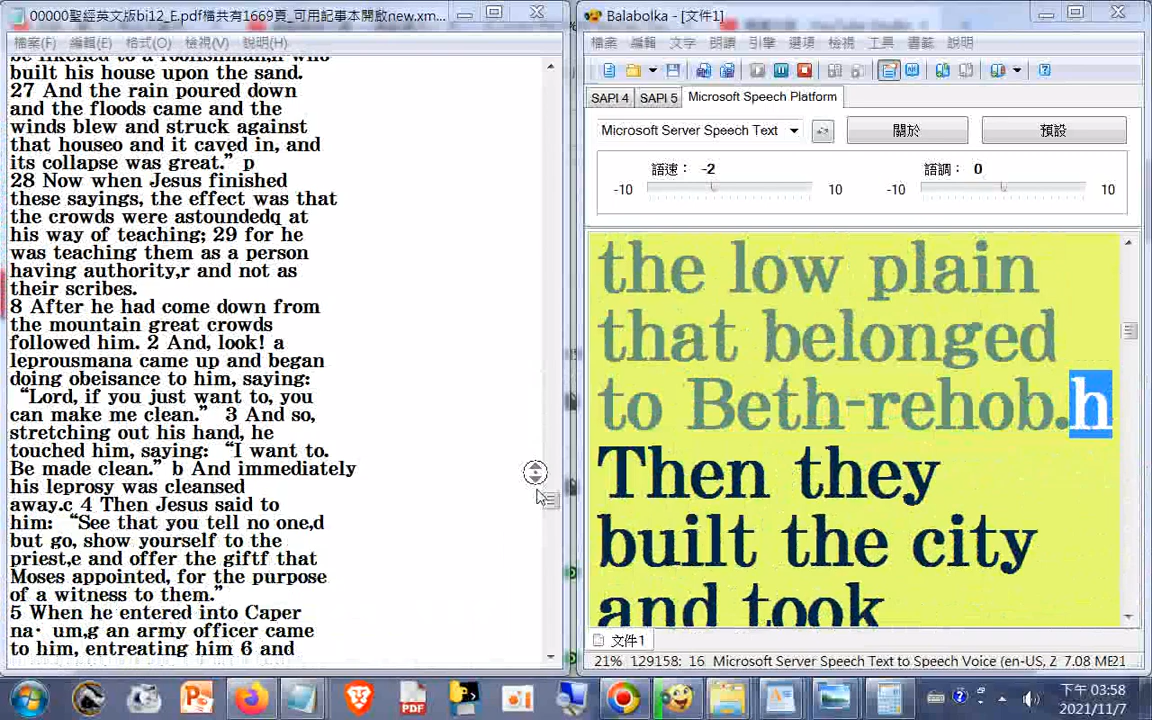 00000聖經英文版bi12_E.pdf檔共有1669頁_可用記事本開啟new.xm...
檔案(F) 編輯(E) 格式(O) 檢視(V) 說明(H)
built his house upon the sand.
27 And the rain poured down
and the floods came and the
winds blew and struck against
that houseo and it caved in, and
its collapse was great.” p
28 Now when Jesus finished
these sayings, the effect was that
the crowds were astoundedq at
his way of teaching; 29 for he
was teaching them as a person
having authority,r and not as
their scribes.
8 After he had come down from
the mountain great crowds
followed him. 2 And, look! a
leprousmana came up and began
doing obeisance to him, saying:
“Lord, if you just want to, you
can make me clean.” 3 And so,
stretching out his hand, he
touched him, saying: “I want to.
Be made clean.” b And immediately
his leprosy was cleansed
away.c 4 Then Jesus said to
him: “See that you tell no one,d
but go, show yourself to the
priest,e and offer the giftf that
Moses appointed, for the purpose
of a witness to them.”
5 When he entered into Caper
na· um,g an army officer came
to him, entreating him 6 and
Balabolka - [文件1]
檔案 編輯 文字 朗讀 引擎 選項 檢視 工具 書籤 說明
SAPI 4 SAPI 5 Microsoft Speech Platform
Microsoft Server Speech Text 關於 預設
語速： -2 語調： 0
-10 10 -10 10
the low plain
that belonged
to Beth-rehob.h
Then they
built the city
and took
文件1
21% 1:29158: 16 Microsoft Server Speech Text to Speech Voice (en-US, Z 7.08 ME21
下午 03:58
2021/11/7